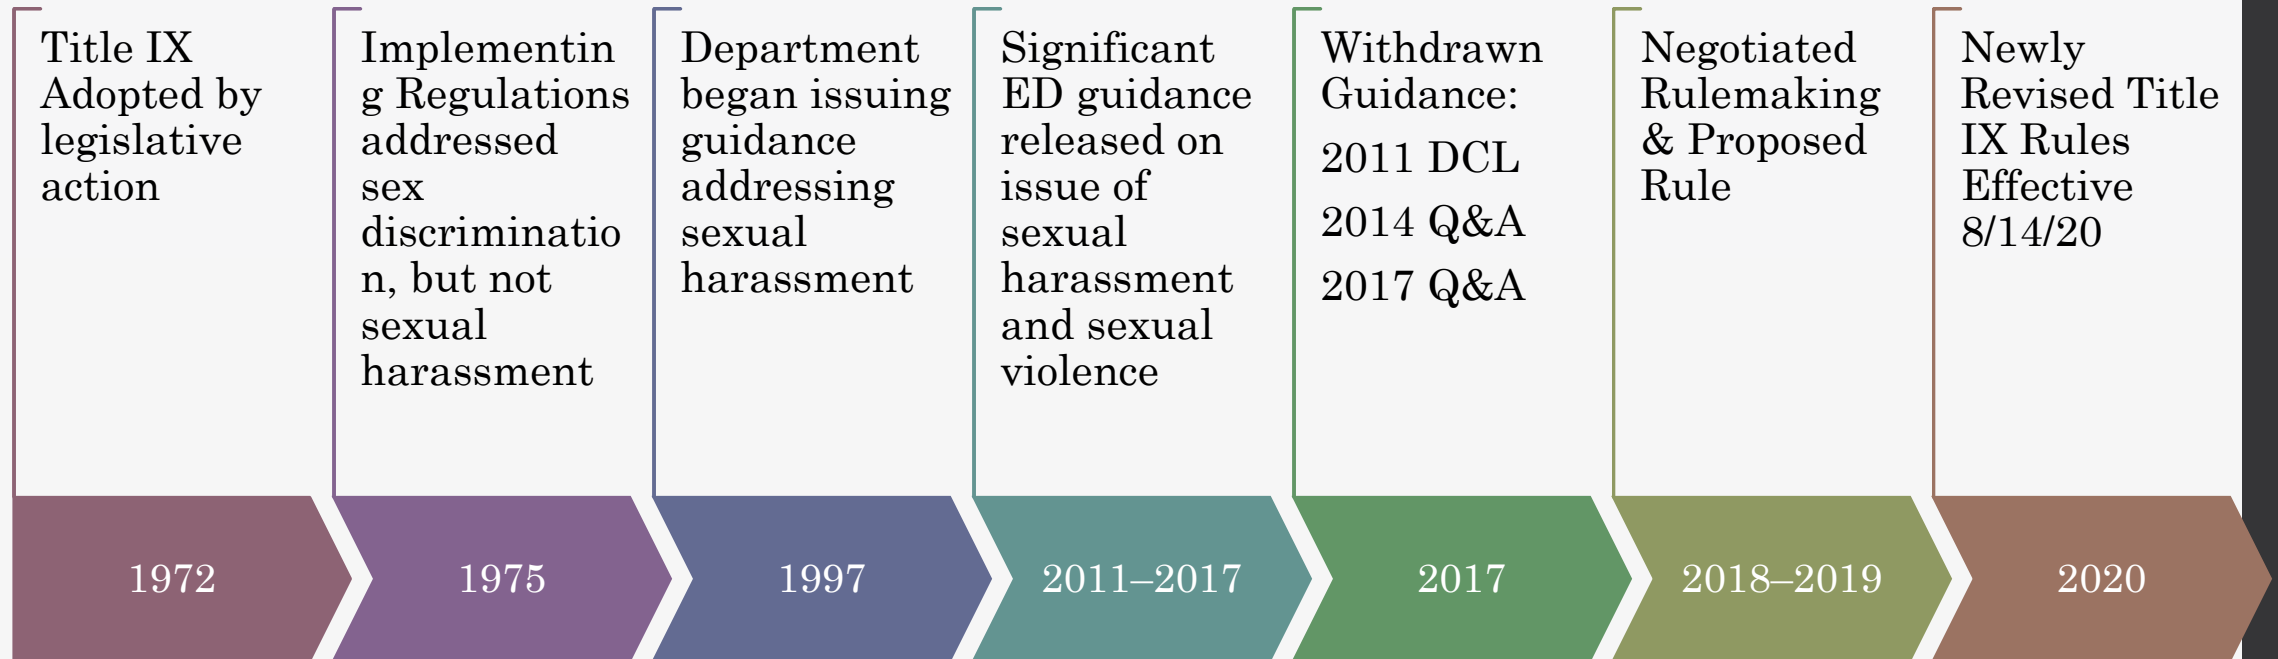 Title IX
Adopted by
legislative
action
Implementin
g Regulations
addressed
sex
discriminatio
n, but not
sexual
harassment
Department
began issuing
guidance
addressing
sexual
harassment
Significant
ED guidance
released on
issue of
sexual
harassment
and sexual
violence
Withdrawn
Guidance:
2011 DCL
2014 Q&A
2017 Q&A
Negotiated
Rulemaking
& Proposed
Rule
Newly
Revised Title
IX Rules
Effective
8/14/20
1972
1975
1997
2011–2017
2017
2018–2019
2020